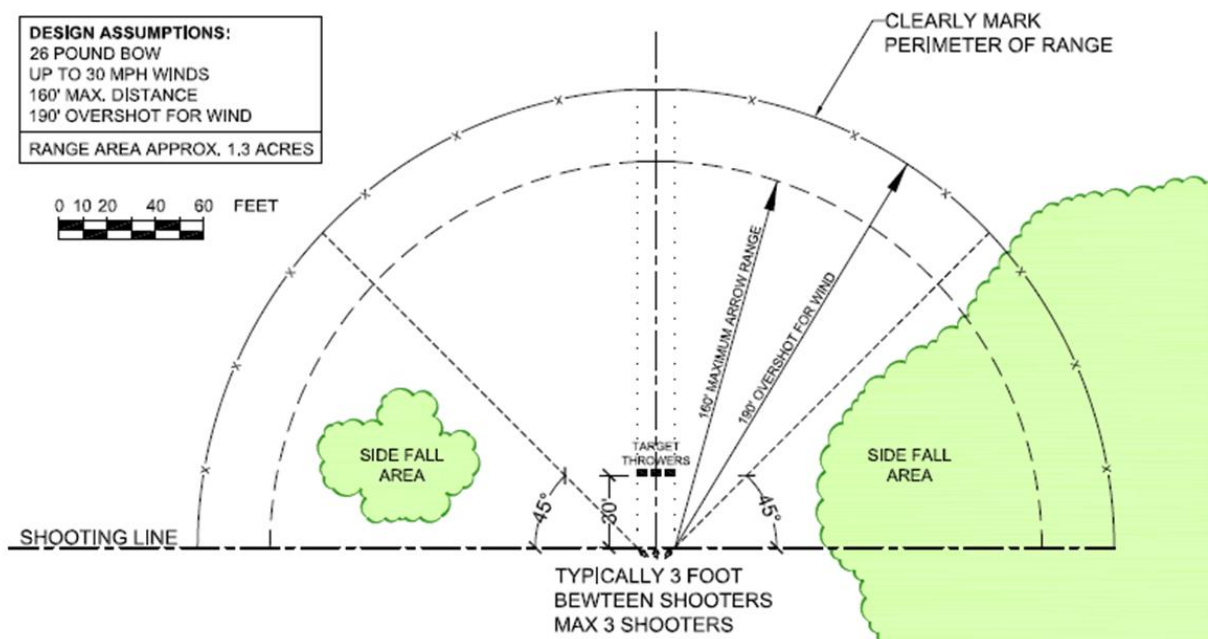 DESIGN ASSUMPTIONS:
26 POUND BOW
UP TO 30 MPH WINDS
160' MAX. DISTANCE
190' OVERSHOT FOR WIND
RANGE AREA APPROX. 1.3 ACRES
0 10 20 40 60 FEET
CLEARLY MARK
PERIMETER OF RANGE
160' MAXIMUM ARROW RANGE
190' OVERSHOT FOR WIND
TARGET
THROWERS
SIDE FALL
AREA
SIDE FALL
AREA
45°
30'
45°
SHOOTING LINE
TYPICALLY 3 FOOT
BEWTEEN SHOOTERS
MAX 3 SHOOTERS